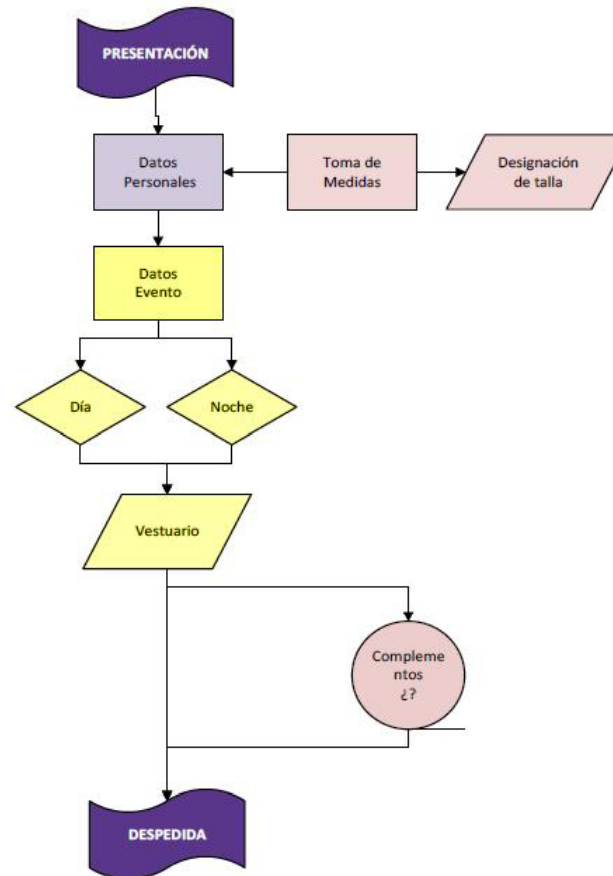 PRESENTACIÓN
Datos
Personales
Toma de
Medidas
Designación
de talla
Datos
Evento
Día
Noche
Vestuario
Compleme
ntos
¿?
DESPEDIDA